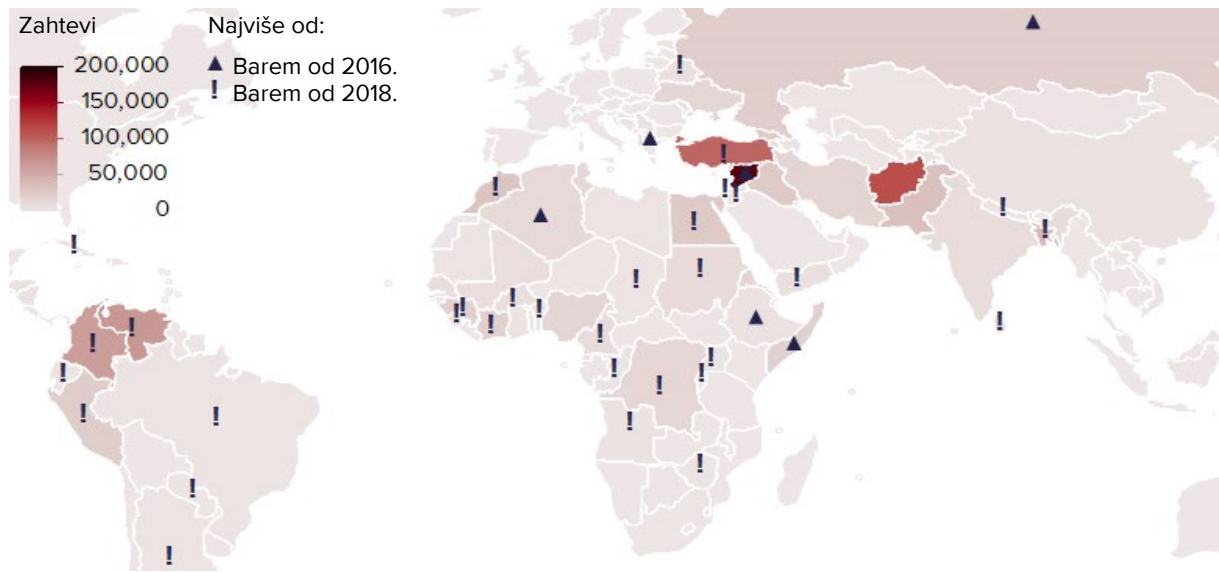 Zahtevi
200,000
150,000
100,000
50,000
0
Najviše od:
▲ Barem od 2016.
! Barem od 2018.